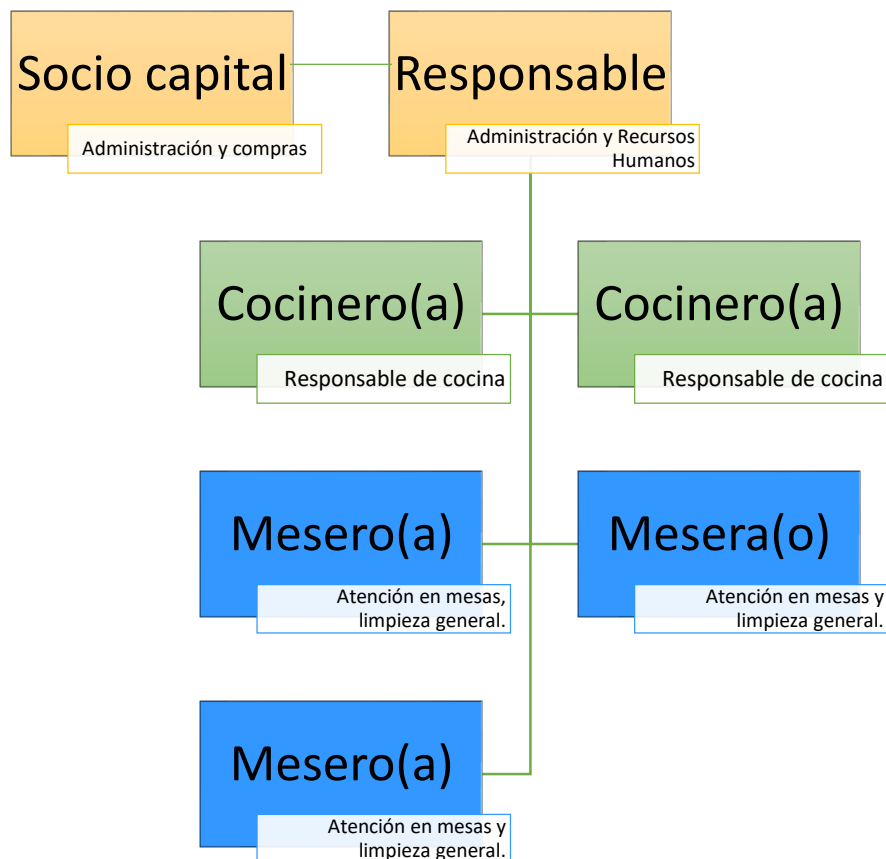 Socio capital
Administración y compras
Responsable
Administración y Recursos
Humanos
Cocinero(a)
Responsable de cocina
Cocinero(a)
Responsable de cocina
Mesero(a)
Atención en mesas,
limpieza general.
Mesera(o)
Atención en mesas y
limpieza general.
Mesero(a)
Atención en mesas y
limpieza general.